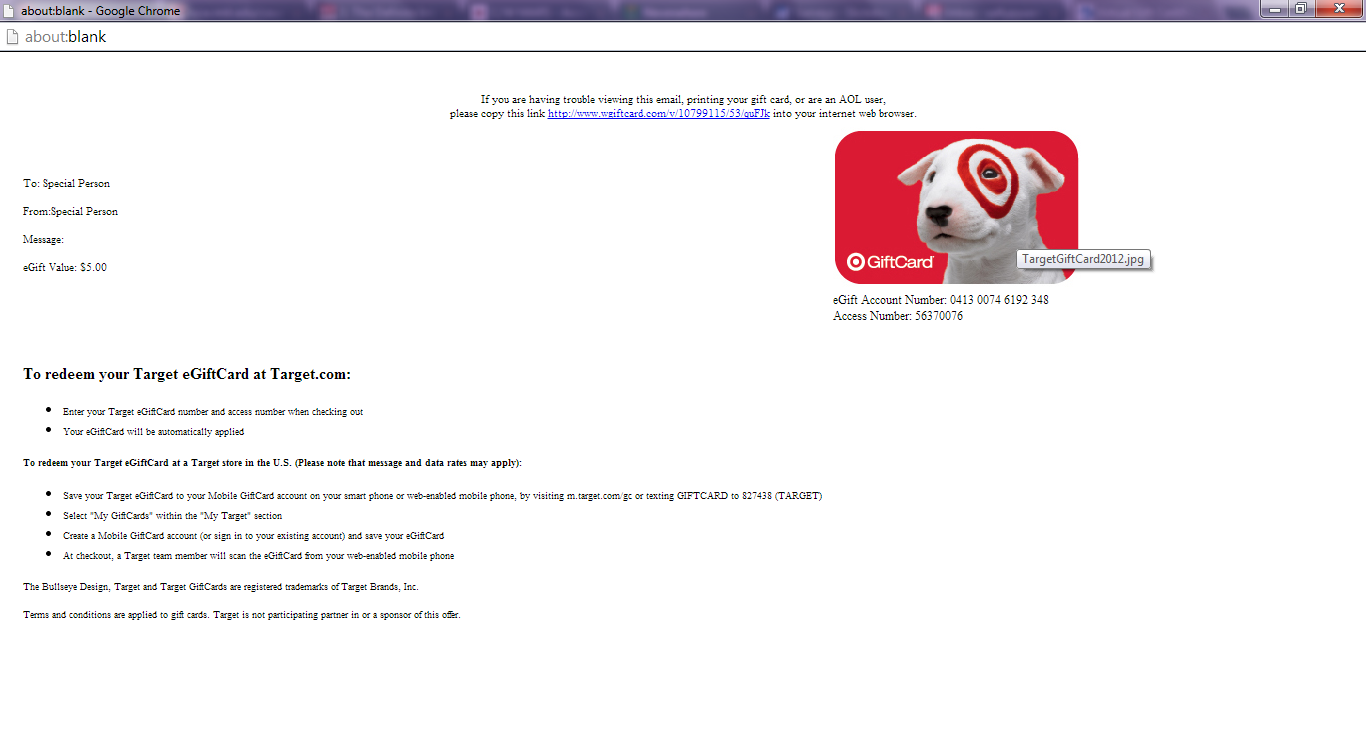 about:blank - Google Chrome
about:blank
If you are having trouble viewing this email, printing your gift card, or are an AOL user,
please copy this link http://www.wgiftcard.com/v/10799115/53/quFJk into your internet web browser.
To: Special Person
From:Special Person
Message:
eGift Value: $5.00
GiftCard
TargetGiftCard2012.jpg
eGift Account Number: 0413 0074 6192 348
Access Number: 56370076
To redeem your Target eGiftCard at Target.com:
Enter your Target eGiftCard number and access number when checking out
Your eGiftCard will be automatically applied
To redeem your Target eGiftCard at a Target store in the U.S. (Please note that message and data rates may apply):
Save your Target eGiftCard to your Mobile GiftCard account on your smart phone or web-enabled mobile phone, by visiting m.target.com/gc or texting GIFTCARD to 827438 (TARGET)
Select "My GiftCards" within the "My Target" section
Create a Mobile GiftCard account (or sign in to your existing account) and save your eGiftCard
At checkout, a Target team member will scan the eGiftCard from your web-enabled mobile phone
The Bullseye Design, Target and Target GiftCards are registered trademarks of Target Brands, Inc.
Terms and conditions are applied to gift cards. Target is not participating partner in or a sponsor of this offer.